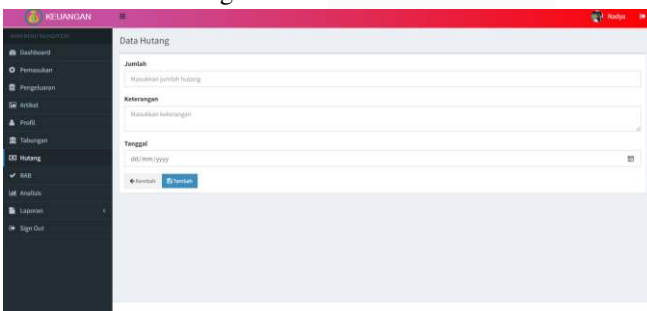 KEUANGAN
Nadya
Dashboard
Pemasukan
Pengeluaran
Artikel
Profil
Tabungan
Hutang
RAB
Analisis
Laporan
Sign Out
Data Hutang
Jumlah
Masukkan jumlah hutang
Keterangan
Masukkan keterangan
Tanggal
dd/mm/yyyy
Kembali Tambah